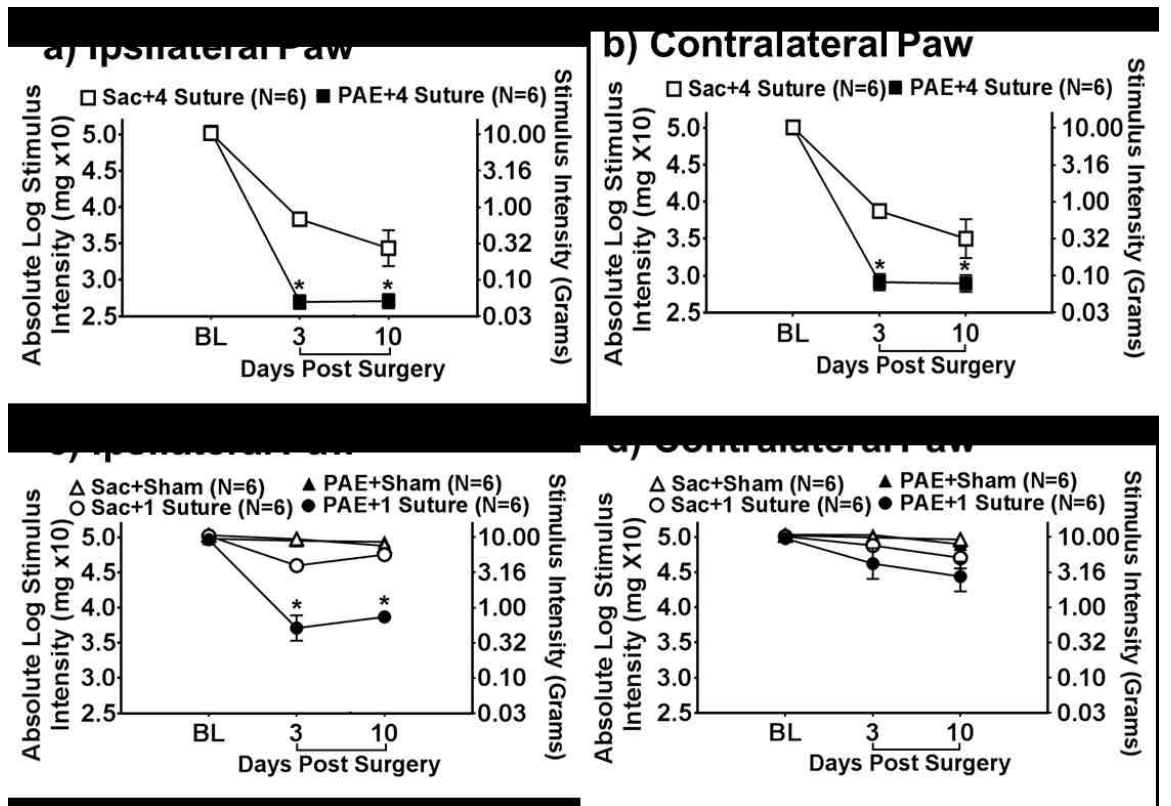 a) Ipsilateral Paw
Sac+4 Suture (N=6) PAE+4 Suture (N=6)
Absolute Log Stimulus
Intensity (mg x10)
5.0
4.5
4.0
3.5
3.0
2.5
10.00
3.16
1.00
0.32
0.10
0.03
Stimulus Intensity (Grams)
* *
BL 3 10
Days Post Surgery
b) Contralateral Paw
Sac+4 Suture (N=6) PAE+4 Suture (N=6)
Absolute Log Stimulus
Intensity (mg X10)
5.0
4.5
4.0
3.5
3.0
2.5
10.00
3.16
1.00
0.32
0.10
0.03
Stimulus Intensity (Grams)
* *
BL 3 10
Days Post Surgery
c) Ipsilateral Paw
Sac+Sham (N=6) PAE+Sham (N=6)
Sac+1 Suture (N=6) PAE+1 Suture (N=6)
Absolute Log Stimulus
Intensity (mg x10)
5.0
4.5
4.0
3.5
3.0
2.5
10.00
3.16
1.00
0.32
0.10
0.03
Stimulus Intensity (Grams)
* *
BL 3 10
Days Post Surgery
d) Contralateral Paw
Sac+Sham (N=6) PAE+Sham (N=6)
Sac+1 Suture (N=6) PAE+1 Suture (N=6)
Absolute Log Stimulus
Intensity (mg X10)
5.0
4.5
4.0
3.5
3.0
2.5
10.00
3.16
1.00
0.32
0.10
0.03
Stimulus Intensity (Grams)
BL 3 10
Days Post Surgery